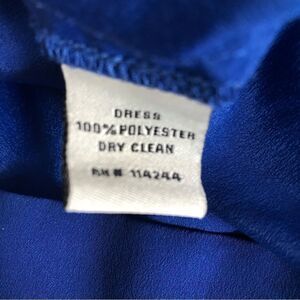 DRESS
100% POLYESTER
DRY CLEAN
RN # 114244